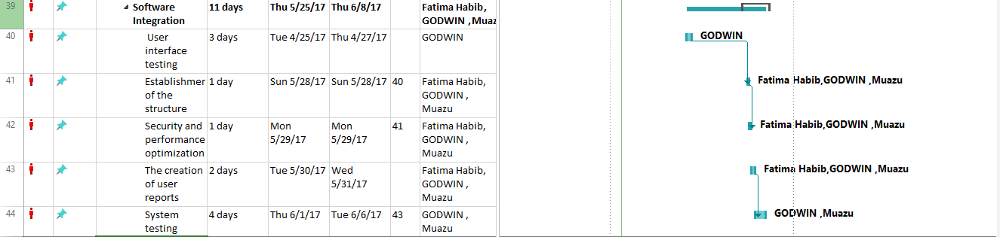 39 Software Integration 11 days Thu 5/25/17 Thu 6/8/17 Fatima Habib, GODWIN ,Muaz
40 User interface testing 3 days Tue 4/25/17 Thu 4/27/17 GODWIN
GODWIN
41 Establishmer of the structure 1 day Sun 5/28/17 Sun 5/28/17 40 Fatima Habib, GODWIN , Muazu
Fatima Habib,GODWIN ,Muazu
42 Security and performance optimization 1 day Mon 5/29/17 Mon 5/29/17 41 Fatima Habib, GODWIN , Muazu
Fatima Habib,GODWIN ,Muazu
43 The creation of user reports 2 days Tue 5/30/17 Wed 5/31/17 Fatima Habib, GODWIN , Muazu
Fatima Habib,GODWIN ,Muazu
44 System testing 4 days Thu 6/1/17 Tue 6/6/17 43 GODWIN , Muazu
GODWIN ,Muazu